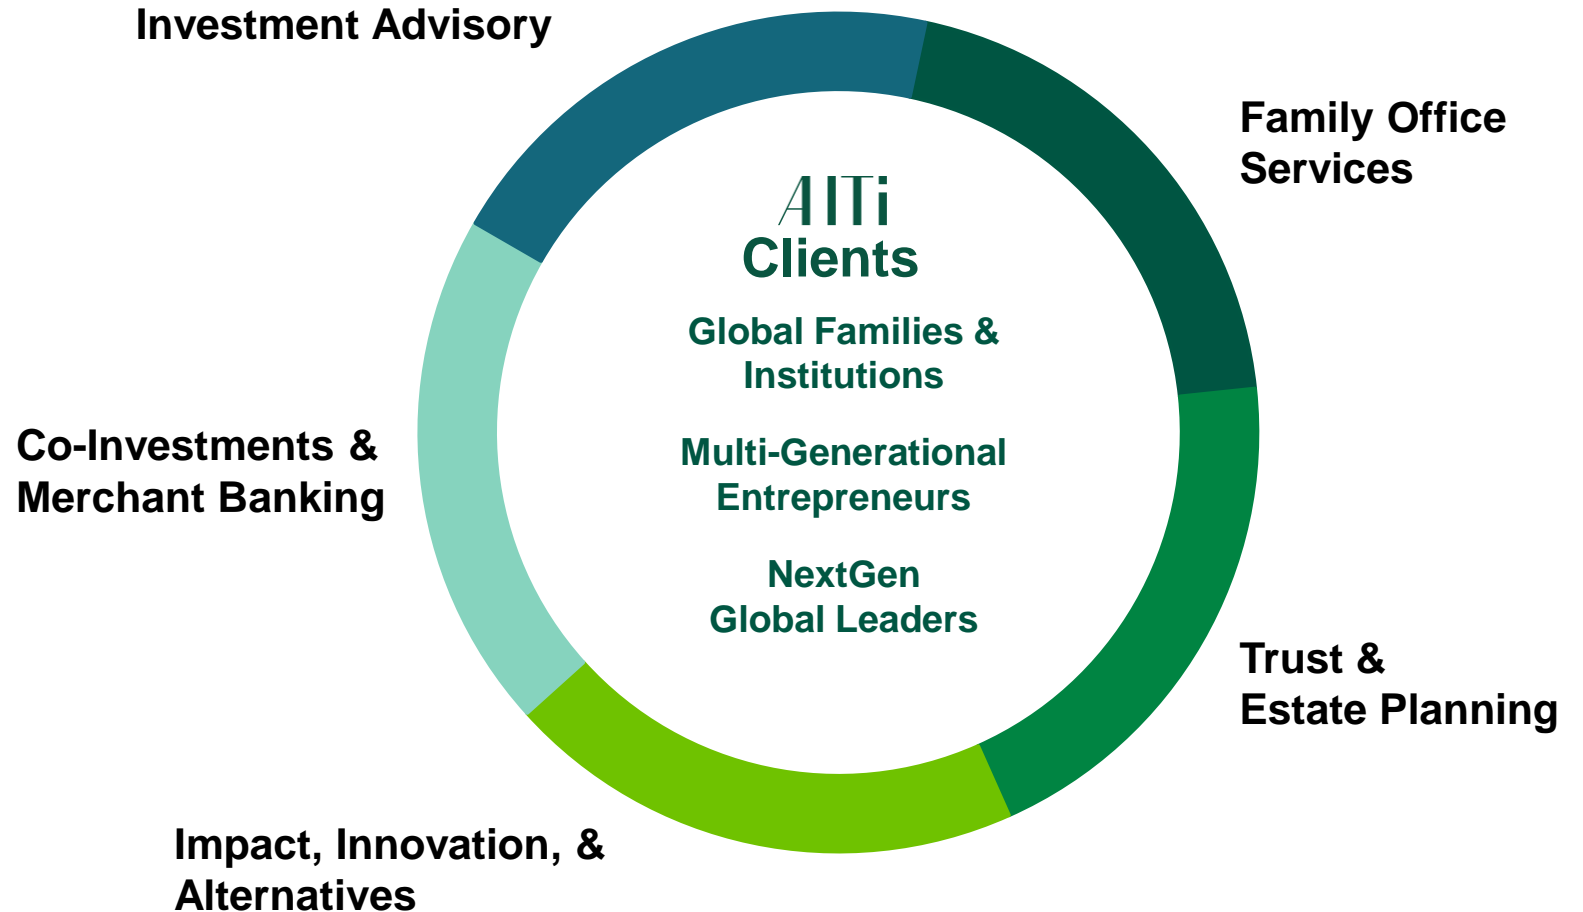 Investment Advisory
Family Office
Services
AlTi
Clients
Global Families &
Institutions
Co-Investments &
Merchant Banking
Multi-Generational
Entrepreneurs
NextGen
Global Leaders
Trust &
Estate Planning
Impact, Innovation, &
Alternatives